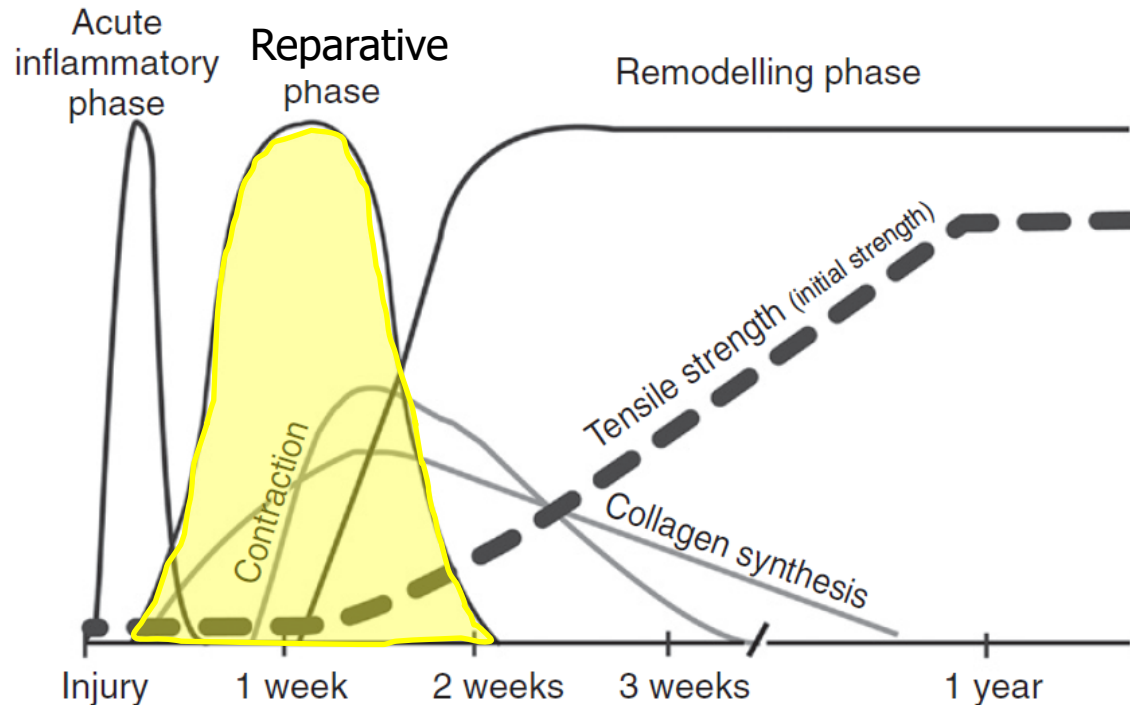 Acute
inflammatory
phase
Reparative
phase
Remodelling phase
Tensile strength (initial strength)
Contraction
Collagen synthesis
Injury
1 week
2 weeks
3 weeks
1 year